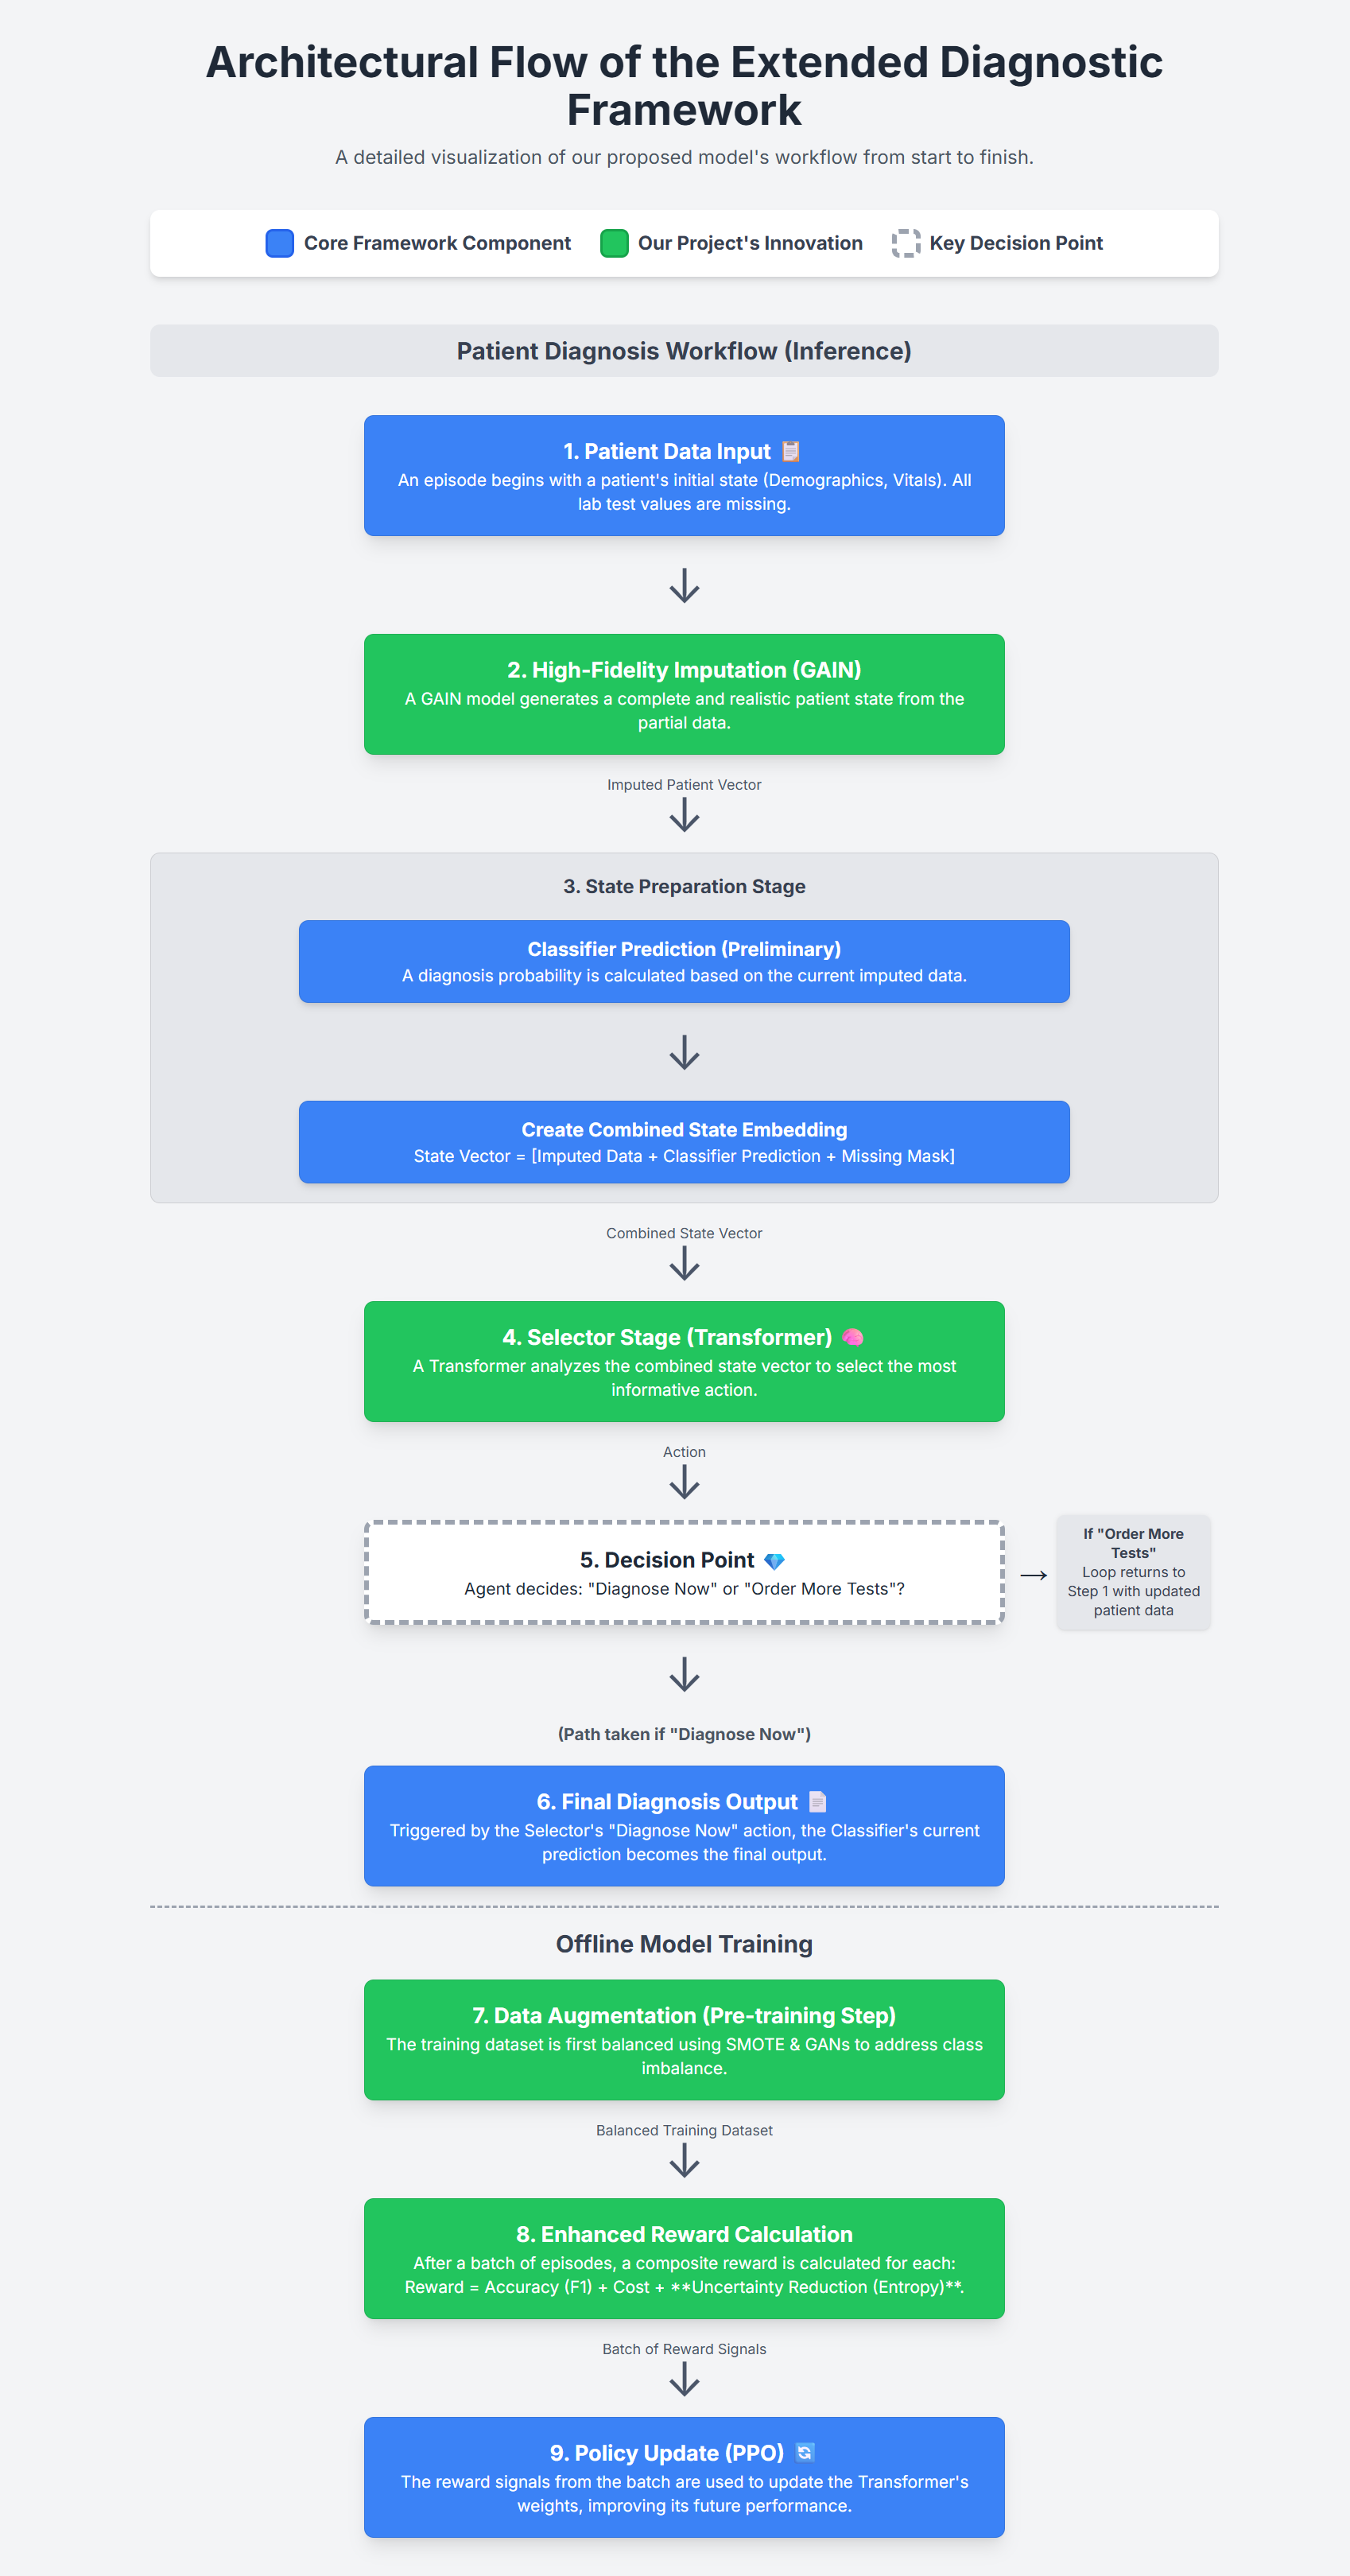 Architectural Flow of the Extended Diagnostic
Framework
A detailed visualization of our proposed model's workflow from start to finish.
Core Framework Component
Our Project's Innovation
Key Decision Point
Patient Diagnosis Workflow (Inference)
1. Patient Data Input 📋
An episode begins with a patient's initial state (Demographics, Vitals). All
lab test values are missing.
2. High-Fidelity Imputation (GAIN)
A GAIN model generates a complete and realistic patient state from the
partial data.
Imputed Patient Vector
3. State Preparation Stage
Classifier Prediction (Preliminary)
A diagnosis probability is calculated based on the current imputed data.
Create Combined State Embedding
State Vector = [Imputed Data + Classifier Prediction + Missing Mask]
Combined State Vector
4. Selector Stage (Transformer) 🧠
A Transformer analyzes the combined state vector to select the most
informative action.
Action
5. Decision Point 💎
Agent decides: "Diagnose Now" or "Order More Tests"?
If "Order More
Tests"
Loop returns to
Step 1 with updated
patient data
(Path taken if "Diagnose Now")
6. Final Diagnosis Output 📄
Triggered by the Selector's "Diagnose Now" action, the Classifier's current
prediction becomes the final output.
Offline Model Training
7. Data Augmentation (Pre-training Step)
The training dataset is first balanced using SMOTE & GANs to address class
imbalance.
Balanced Training Dataset
8. Enhanced Reward Calculation
After a batch of episodes, a composite reward is calculated for each:
Reward = Accuracy (F1) + Cost + **Uncertainty Reduction (Entropy)**.
Batch of Reward Signals
9. Policy Update (PPO) 🔄
The reward signals from the batch are used to update the Transformer's
weights, improving its future performance.